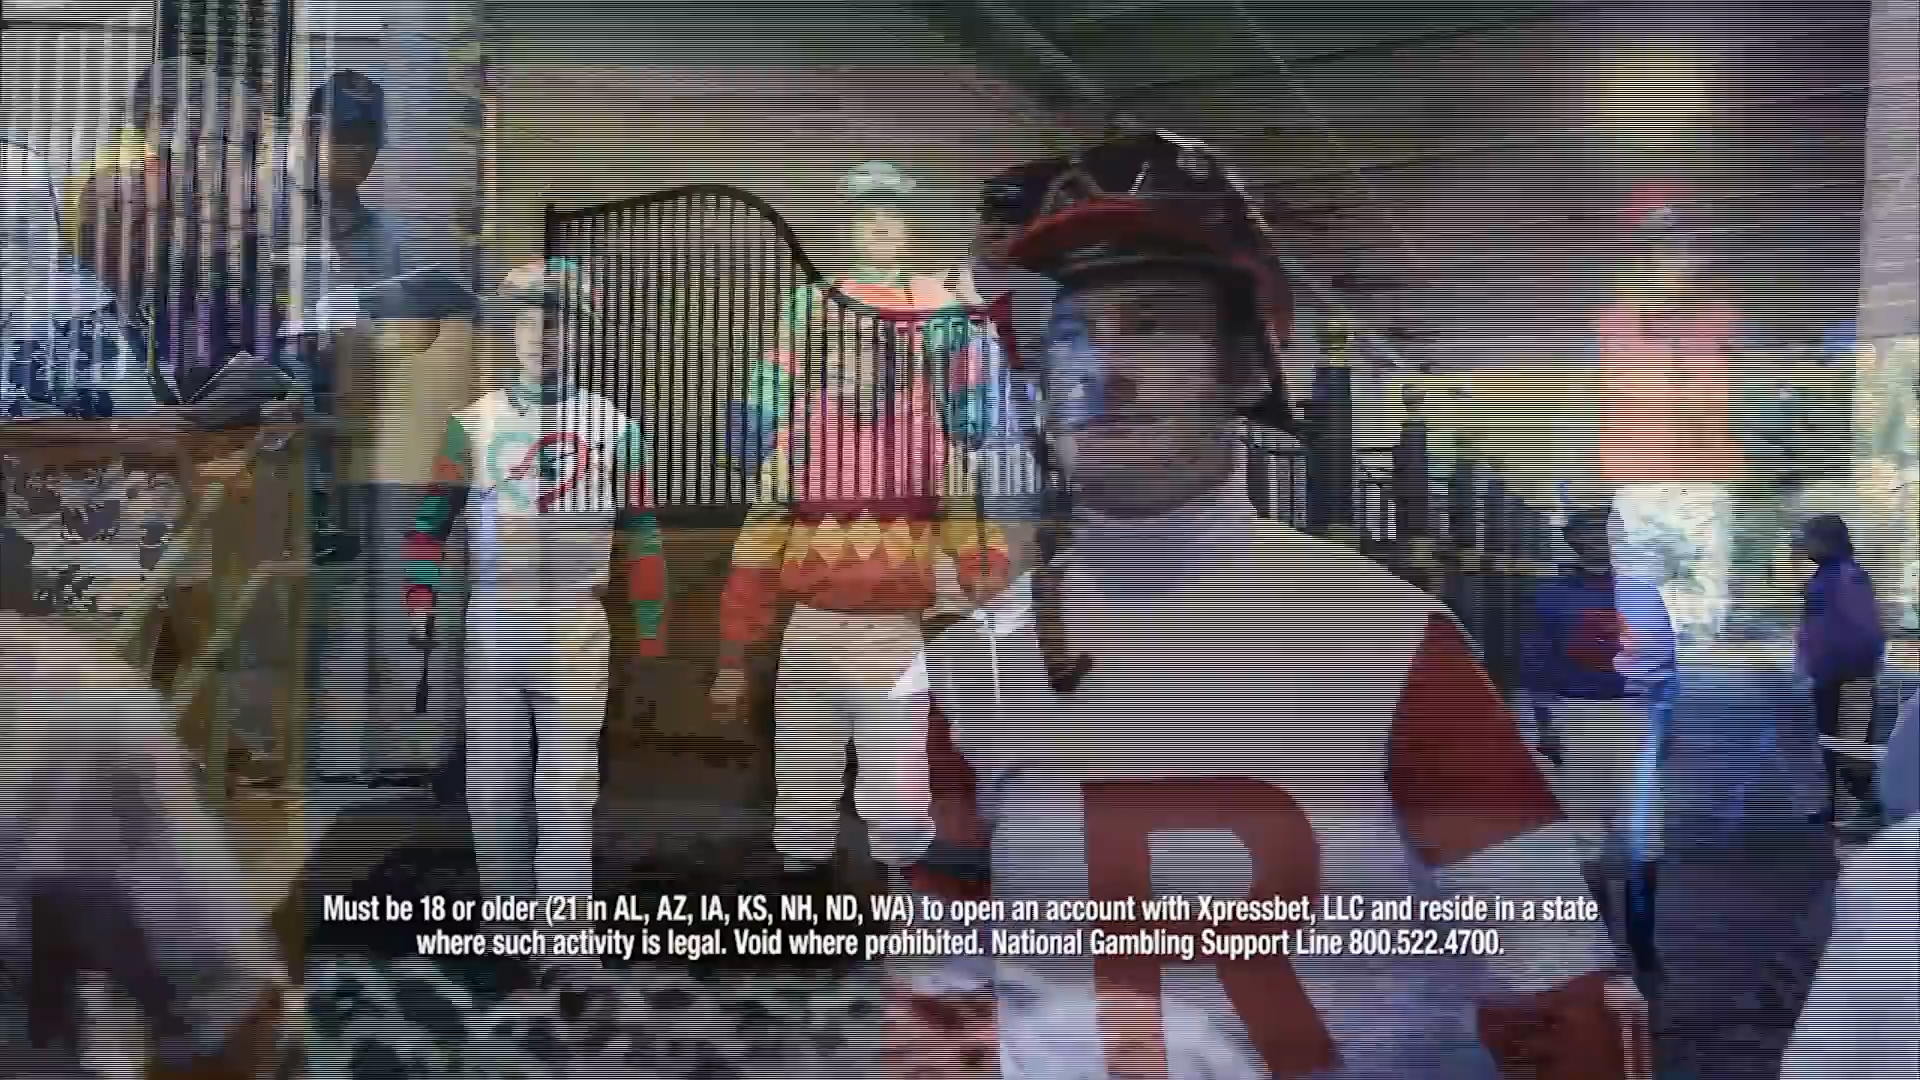 R
Must be 18 or older (21 in AL, AZ, IA, KS, NH, ND, WA) to open an account with Xpressbet, LLC and reside in a state
where such activity is legal. Void where prohibited. National Gambling Support Line 800.522.4700.